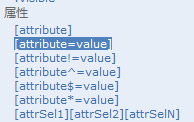 属性
[attribute]
[attribute=value]
[attribute!=value]
[attribute^=value]
[attribute$=value]
[attribute*=value]
[attrSel1][attrSel2][attrSelN]